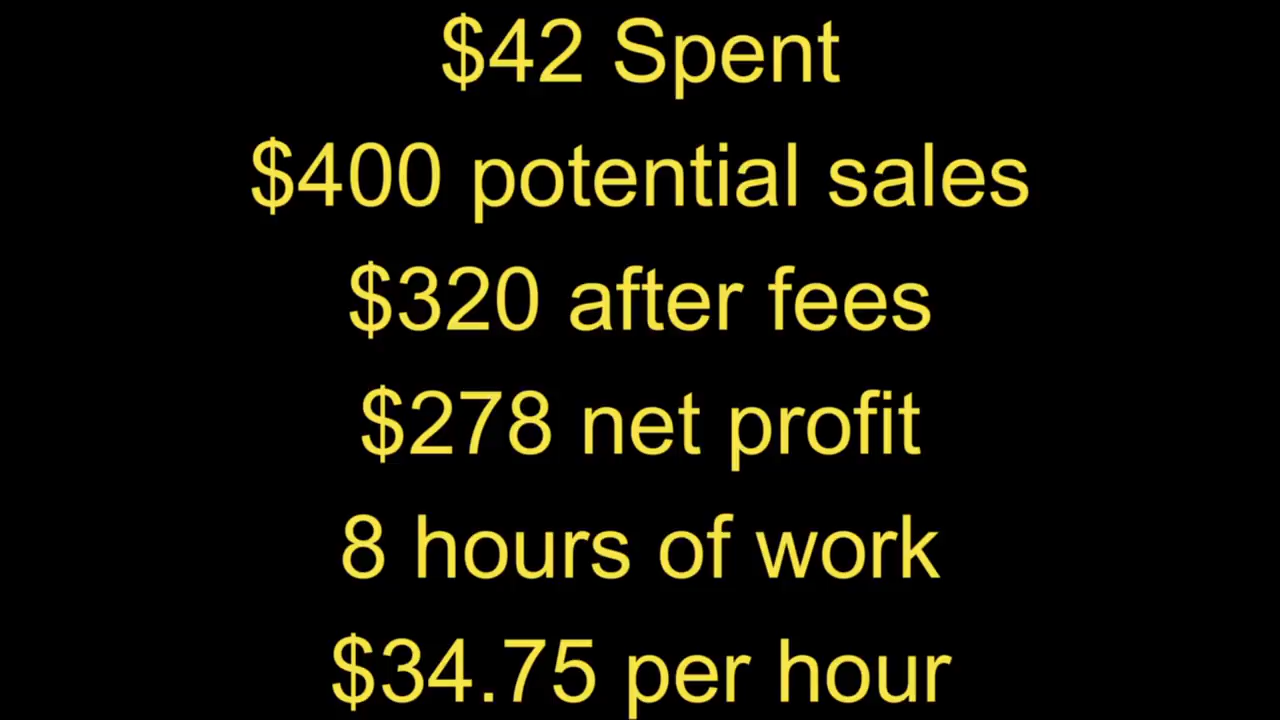 $42 Spent
$400 potential sales
$320 after fees
$278 net profit
8 hours of work
$34.75 per hour